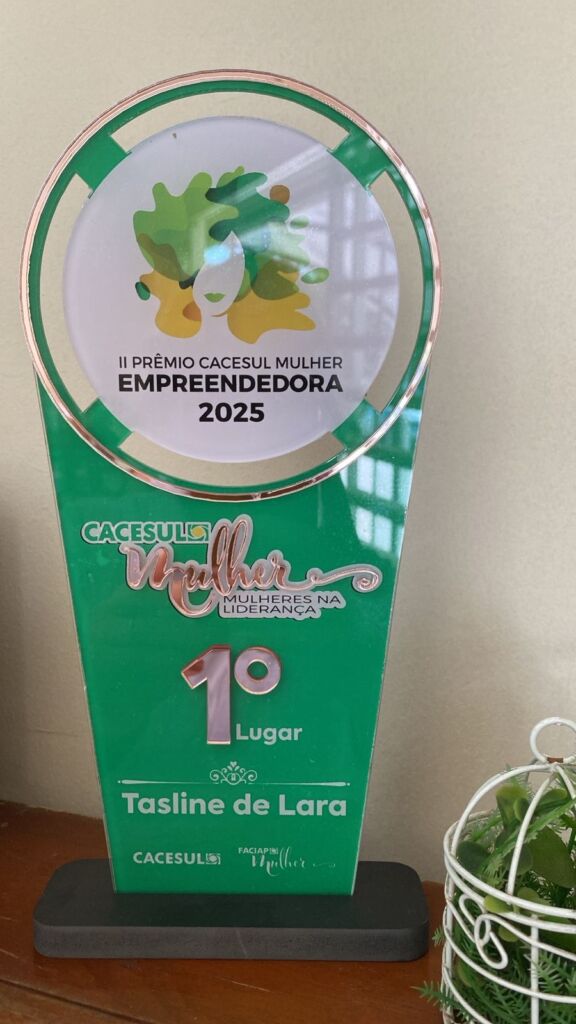 II PRÊMIO CACESUL MULHER
EMPREENDEDORA
2025
CACESUL
Mulher
MULHERES NA
LIDERANÇA
1º
Lugar
Tasline de Lara
CACESUL
FACIAP
Mulher